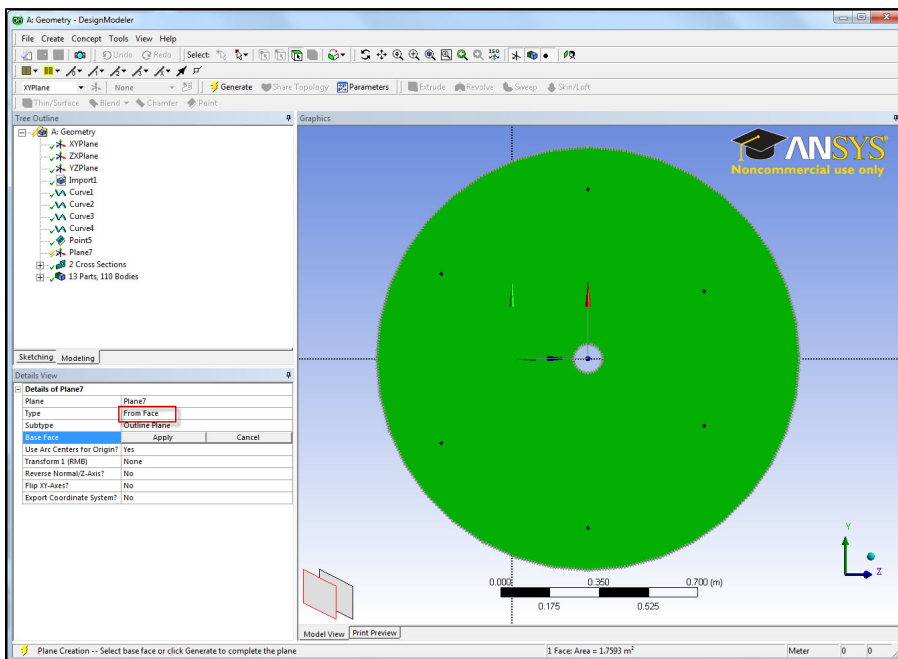 A: Geometry - DesignModeler
File Create Concept Tools View Help
Undo Redo Select:
XYPlane None Generate Share Topology Parameters Extrude Revolve Sweep Skin/Loft
Thin/Surface Blend Chamfer Point
Tree Outline
A: Geometry
XYPlane
ZXPlane
YZPlane
Import1
Curve1
Curve2
Curve3
Curve4
Point5
Plane7
2 Cross Sections
13 Parts, 110 Bodies
Sketching Modeling
Details View
Details of Plane7
Plane Plane7
Type From Face
Subtype Outline Plane
Base Face Apply Cancel
Use Arc Centers for Origin? Yes
Transform 1 (RMB) None
Reverse Normal/Z-Axis? No
Flip XY-Axes? No
Export Coordinate System? No
Graphics
ANSYS
Noncommercial use only
Y
Z
0.000 0.350 0.700 (m)
0.175 0.525
Model View Print Preview
Plane Creation -- Select base face or click Generate to complete the plane 1 Face: Area = 1.7593 m² Meter 0 0